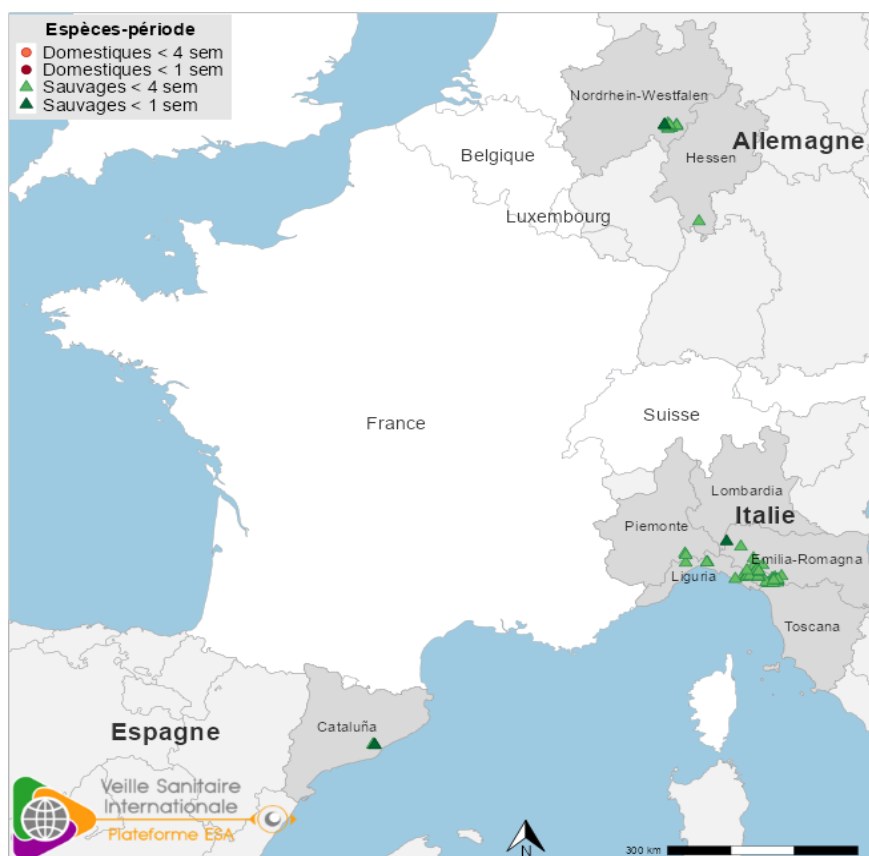 Espèces-période
Domestiques < 4 sem
Domestiques < 1 sem
Sauvages < 4 sem
Sauvages < 1 sem
Nordrhein-Westfalen
Allemagne
Belgique
Hessen
Luxembourg
France
Suisse
Lombardia
Italie
Piemonte
Emilia-Romagna
Liguria
Toscana
Espagne
Cataluña
Veille Sanitaire
Internationale
Plateforme ESA
N
300 km